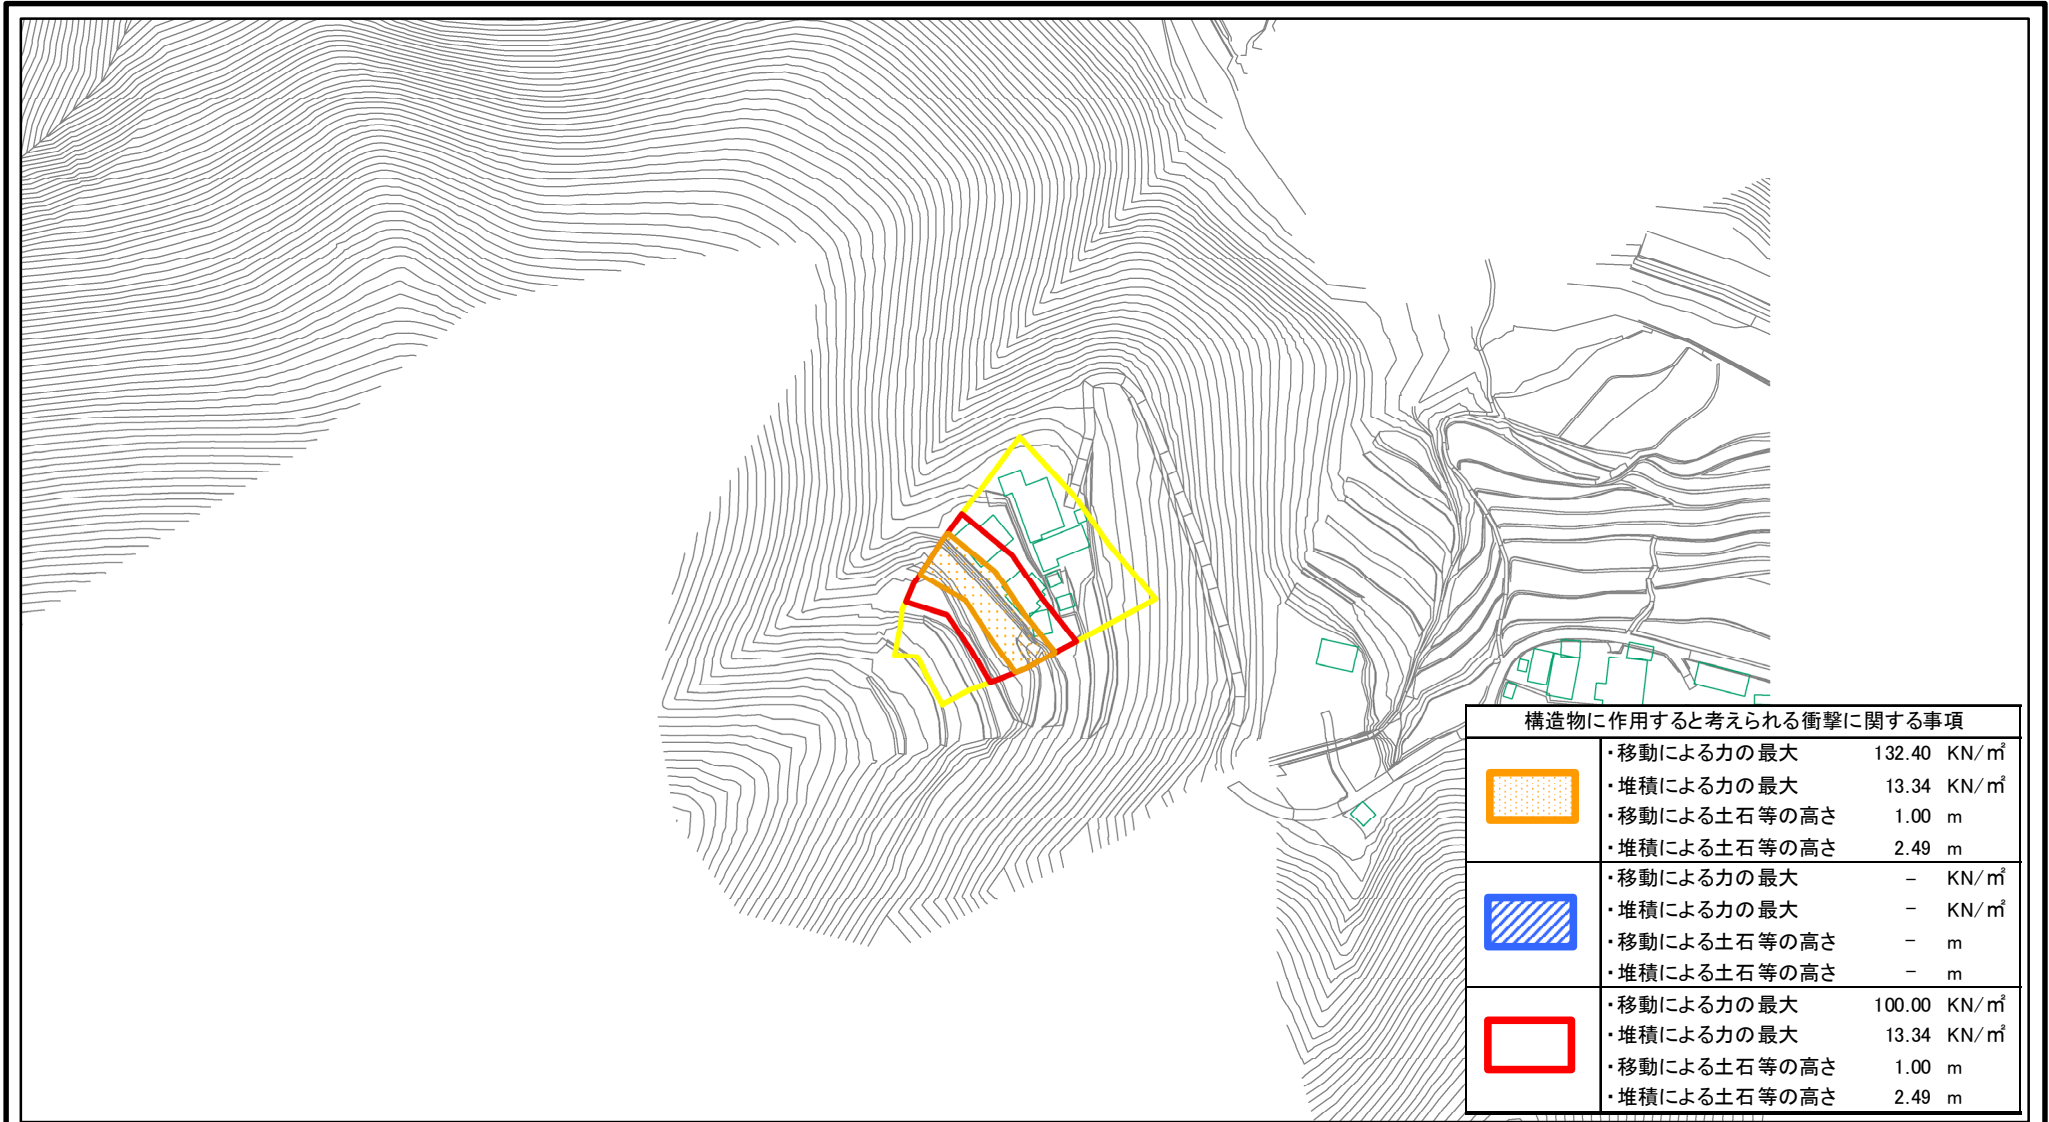 構造物に作用すると考えられる衝撃に関する事項
・移動による力の最大 132.40 KN/㎡
・堆積による力の最大 13.34 KN/㎡
・移動による土石等の高さ 1.00 m
・堆積による土石等の高さ 2.49 m
・移動による力の最大 − KN/㎡
・堆積による力の最大 − KN/㎡
・移動による土石等の高さ − m
・堆積による土石等の高さ − m
・移動による力の最大 100.00 KN/㎡
・堆積による力の最大 13.34 KN/㎡
・移動による土石等の高さ 1.00 m
・堆積による土石等の高さ 2.49 m